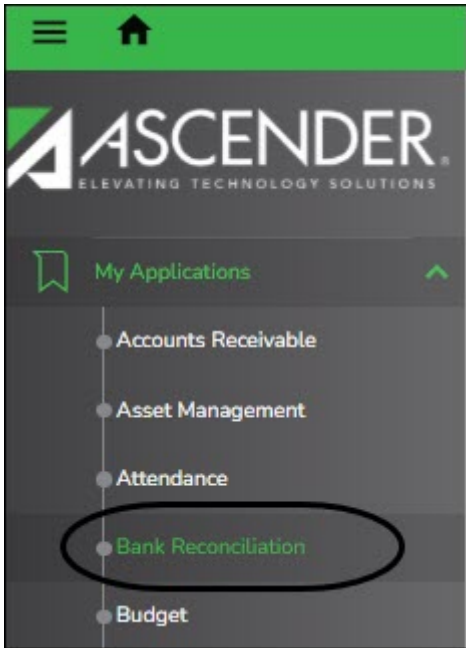 ASCENDER.
ELEVATING TECHNOLOGY SOLUTIONS
My Applications
Accounts Receivable
Asset Management
Attendance
Bank Reconciliation
Budget